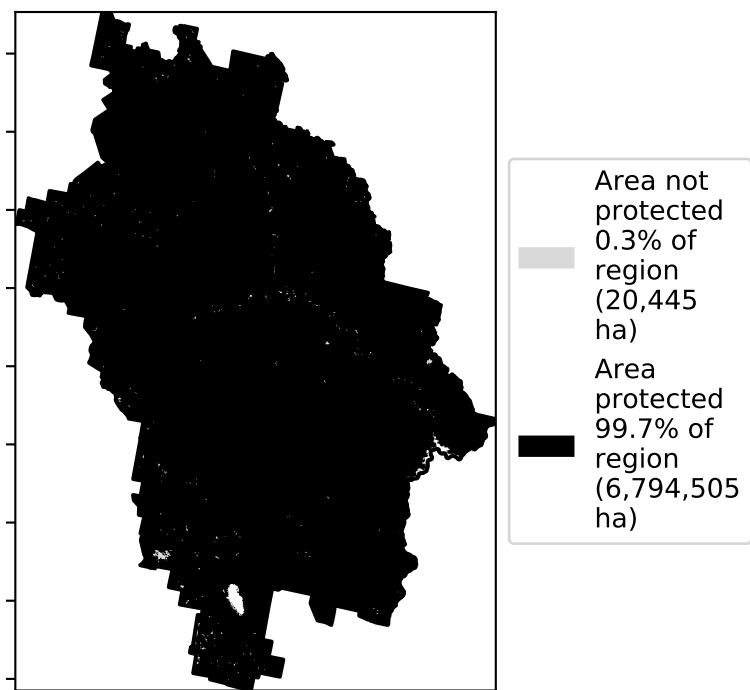 Area not
protected
0.3% of
region
(20,445
ha)
Area
protected
99.7% of
region
(6,794,505
ha)